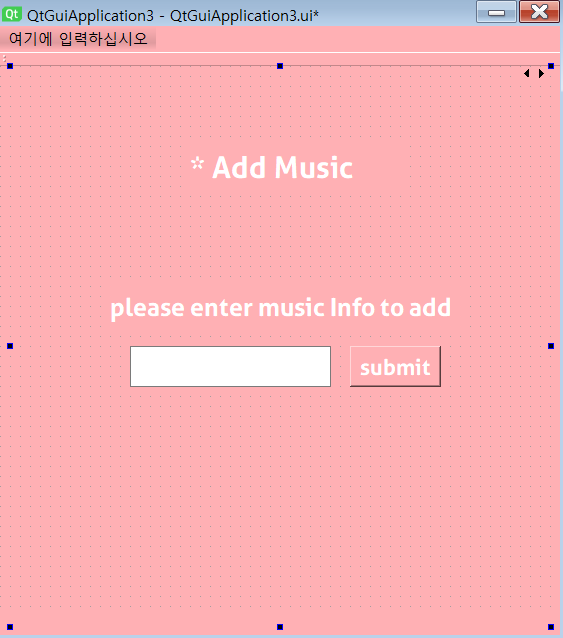 Qt QtGuiApplication3 - QtGuiApplication3.ui*
여기에 입력하십시오
* Add Music
please enter music Info to add
submit